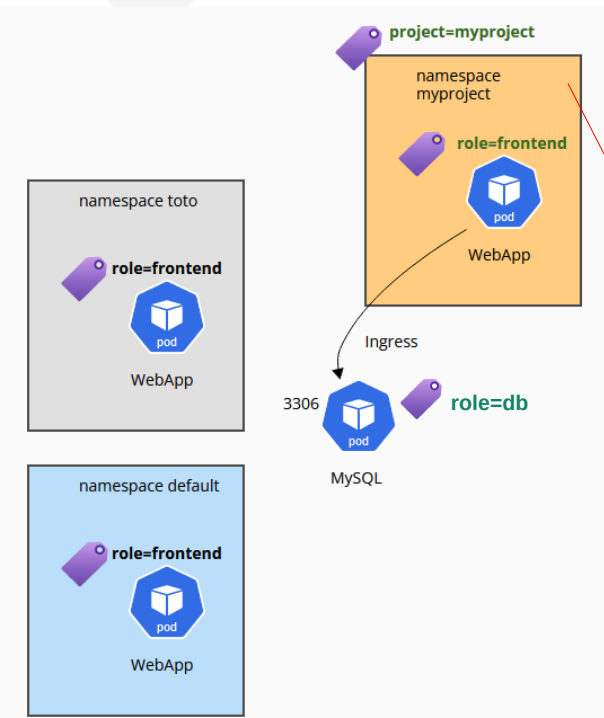 project=myproject
namespace
myproject
role=frontend
pod
WebApp
namespace toto
role=frontend
pod
WebApp
Ingress
3306
role=db
pod
MySQL
namespace default
role=frontend
pod
WebApp